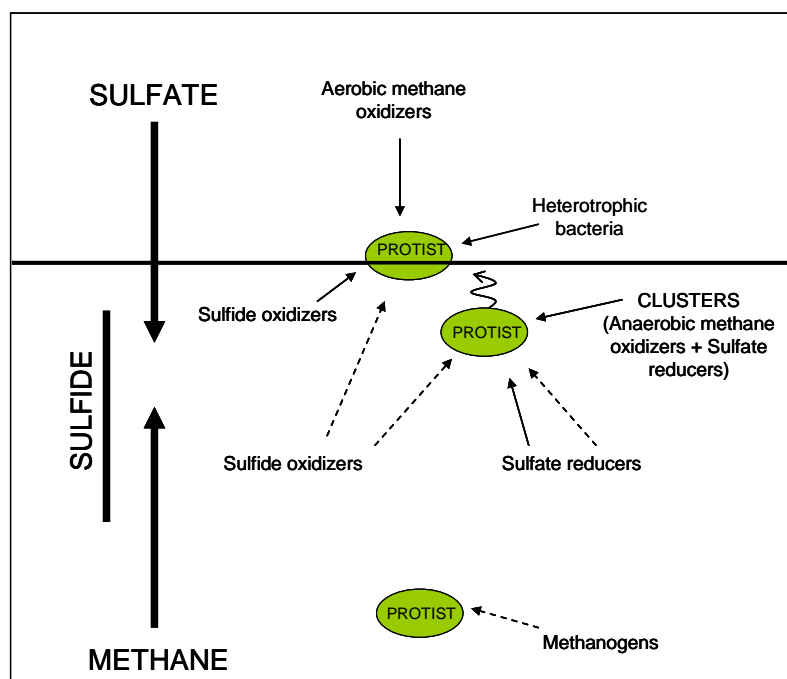 SULFATE
Aerobic methane
oxidizers
Heterotrophic
bacteria
PROTIST
Sulfide oxidizers
CLUSTERS
(Anaerobic methane
oxidizers + Sulfate
reducers)
PROTIST
SULFIDE
Sulfide oxidizers
Sulfate reducers
PROTIST
Methanogens
METHANE